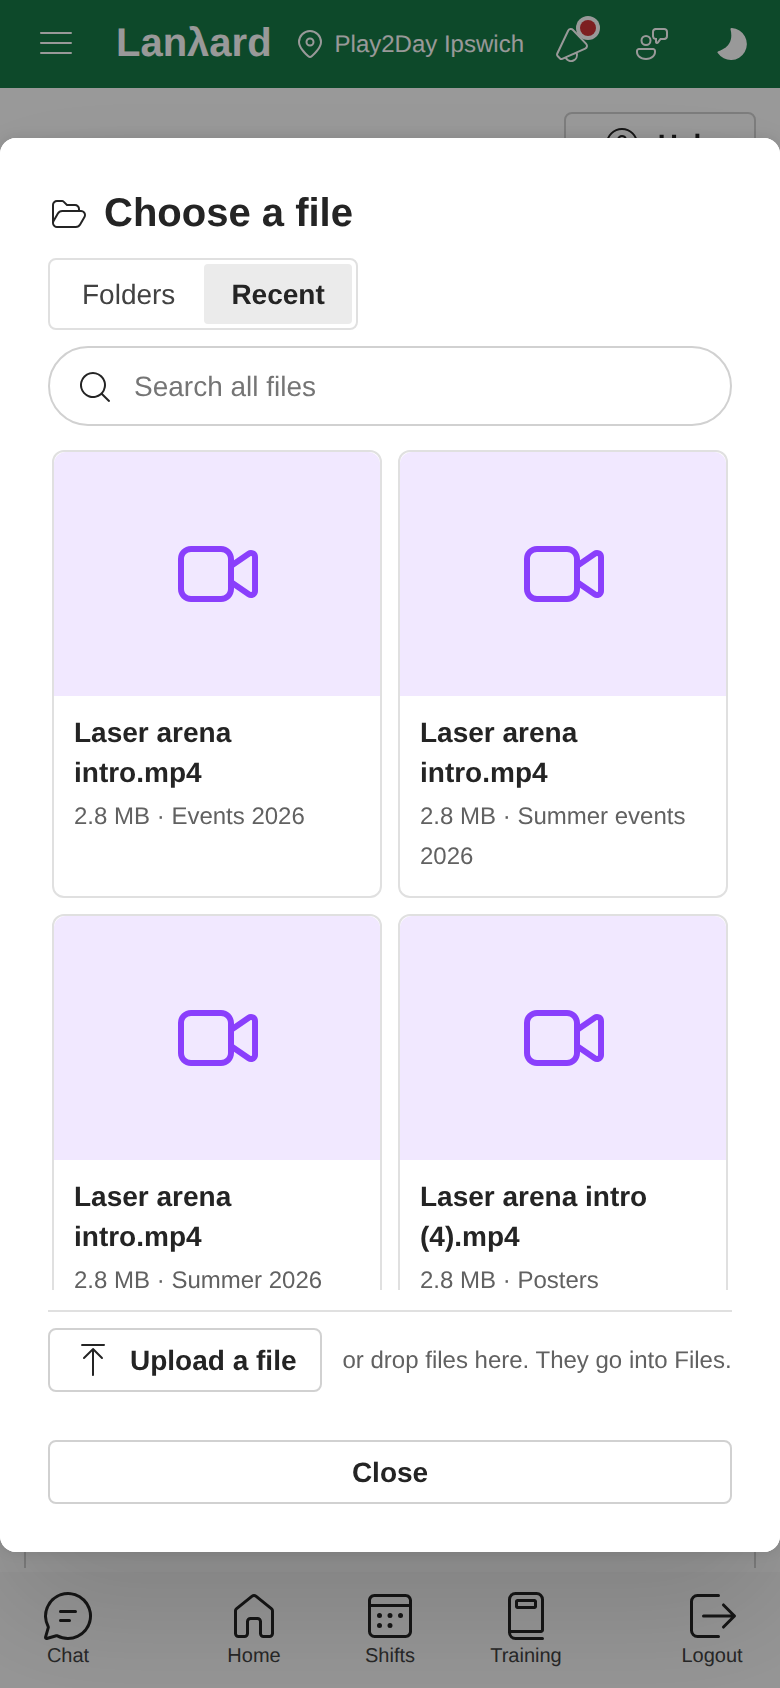 Lanλard
Play2Day Ipswich
Choose a file
Folders
Recent
Search all files
Laser arena
intro.mp4
2.8 MB · Events 2026
Laser arena
intro.mp4
2.8 MB · Summer events
2026
Laser arena
intro.mp4
2.8 MB · Summer 2026
Laser arena intro
(4).mp4
2.8 MB · Posters
Upload a file
or drop files here. They go into Files.
Close
Chat
Home
Shifts
Training
Logout